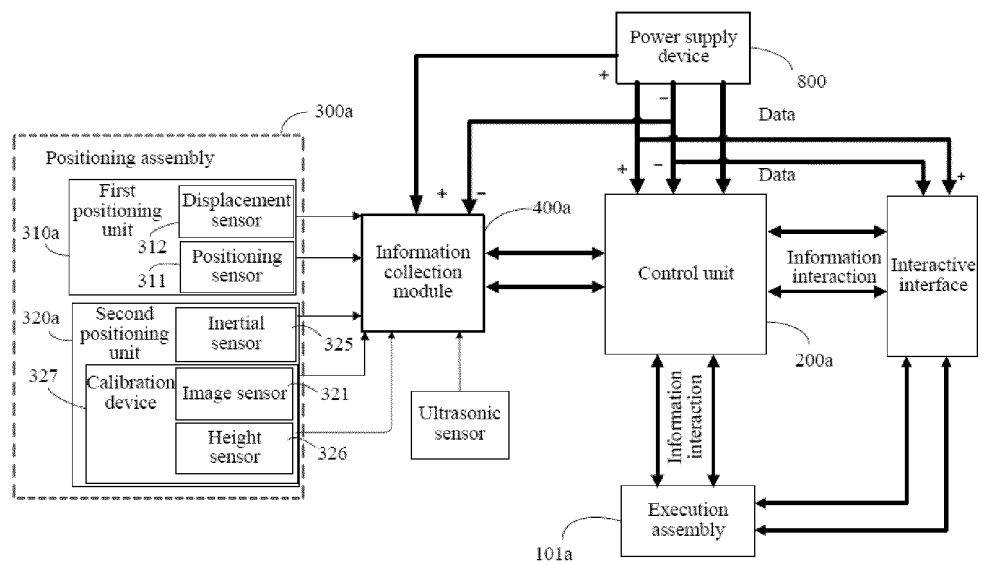 Power supply
device
800
+
−
Data
300a
Positioning assembly
First
positioning
unit
310a
Displacement
sensor
312
Positioning
sensor
311
+
−
400a
Information
collection
module
+
−
Data
+
Control unit
200a
Information
interaction
Interactive
interface
320a
Second
positioning
unit
Inertial
sensor
325
327
Calibration
device
Image sensor
321
Height
sensor
326
Ultrasonic
sensor
Information
interaction
Execution
assembly
101a